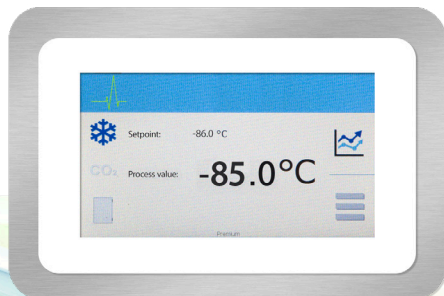 Setpoint: -86.0 °C
CO₂
Process value: -85.0°C
Premium